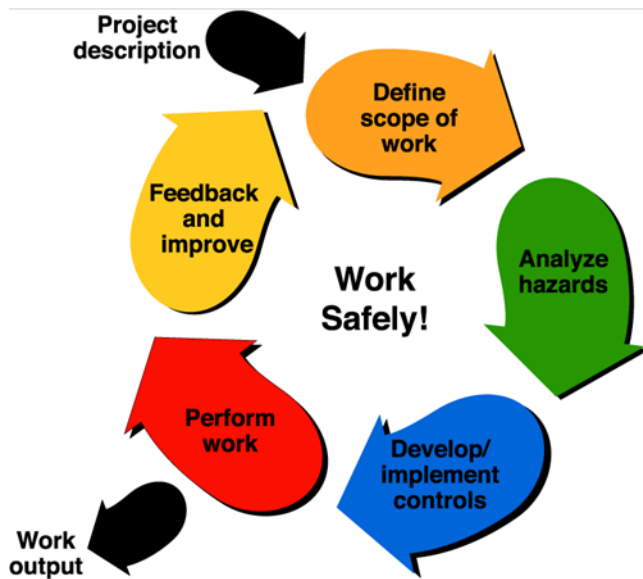 Project
description
Define
scope of
work
Analyze
hazards
Develop/
implement
controls
Perform
work
Work
output
Feedback
and
improve
Work
Safely!